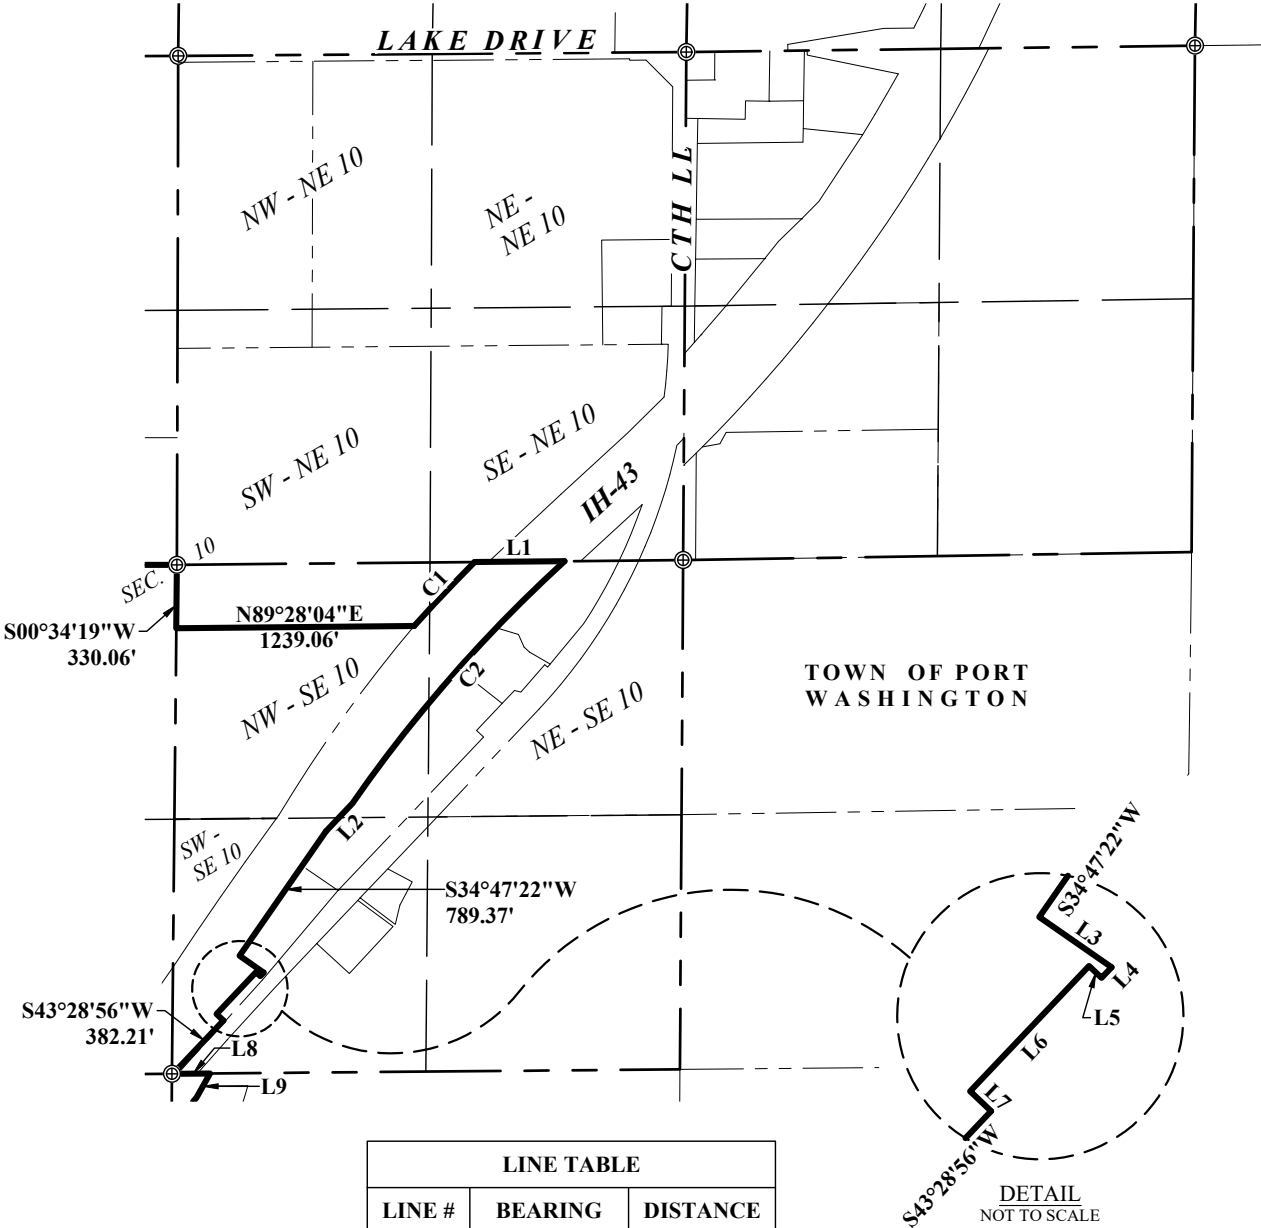 LAKE DRIVE
NW - NE 10
NE -
NE 10
CTH LL
SW - NE 10
SE - NE 10
IH-43
SEC. 10
L1
C1
S00°34'19"W
330.06'
N89°28'04"E
1239.06'
C2
NW - SE 10
NE - SE 10
TOWN OF PORT
WASHINGTON
L2
SW -
SE 10
S34°47'22"W
789.37'
S43°28'56"W
382.21'
L8
L9
S34°47'22"W
L3
L4
L5
L6
L7
S43°28'56"W
DETAIL
NOT TO SCALE
LINE TABLE
LINE # BEARING DISTANCE